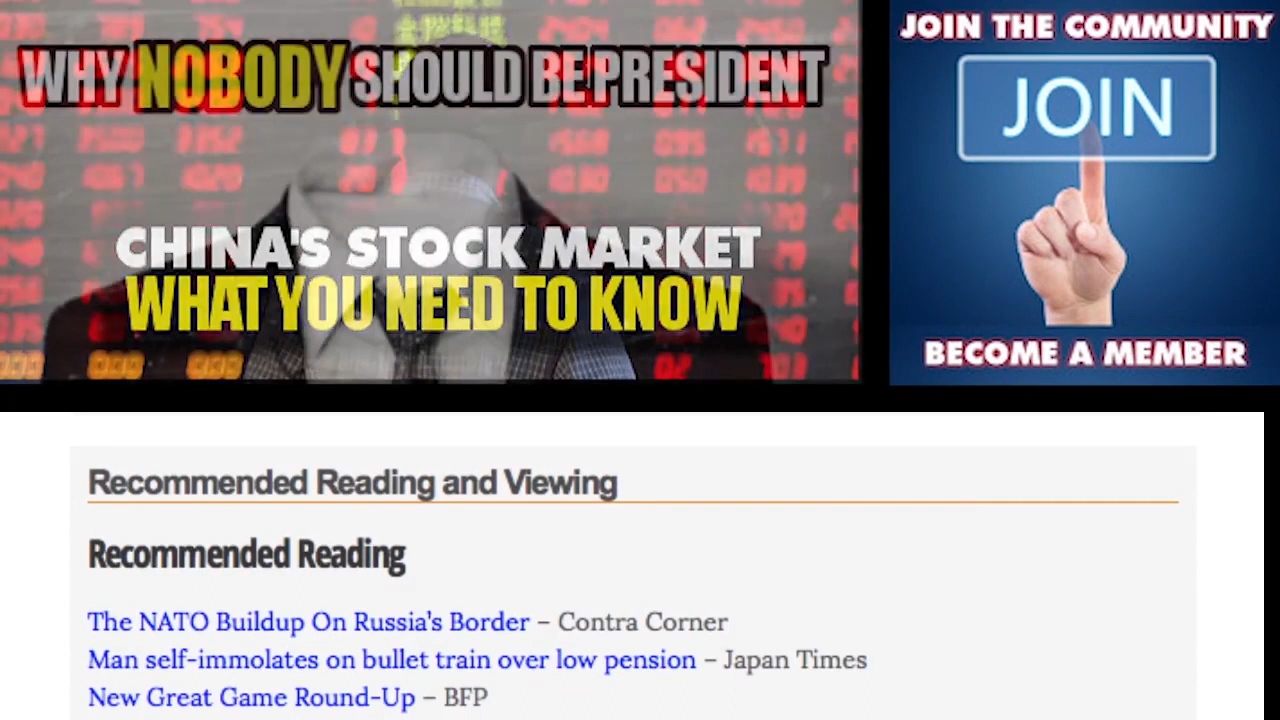 WHY NOBODY SHOULD BE PRESIDENT
CHINA'S STOCK MARKET
WHAT YOU NEED TO KNOW
JOIN THE COMMUNITY
JOIN
BECOME A MEMBER
Recommended Reading and Viewing
Recommended Reading
The NATO Buildup On Russia's Border – Contra Corner
Man self-immolates on bullet train over low pension – Japan Times
New Great Game Round-Up – BFP